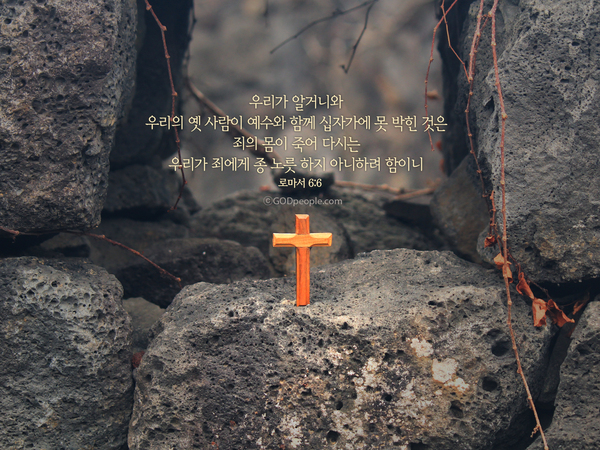 우리가 알거니와
우리의 옛 사람이 예수와 함께 십자가에 못 박힌 것은
죄의 몸이 죽어 다시는
우리가 죄에게 종 노릇 하지 아니하려 함이니
로마서 6:6
©GODpeople.com